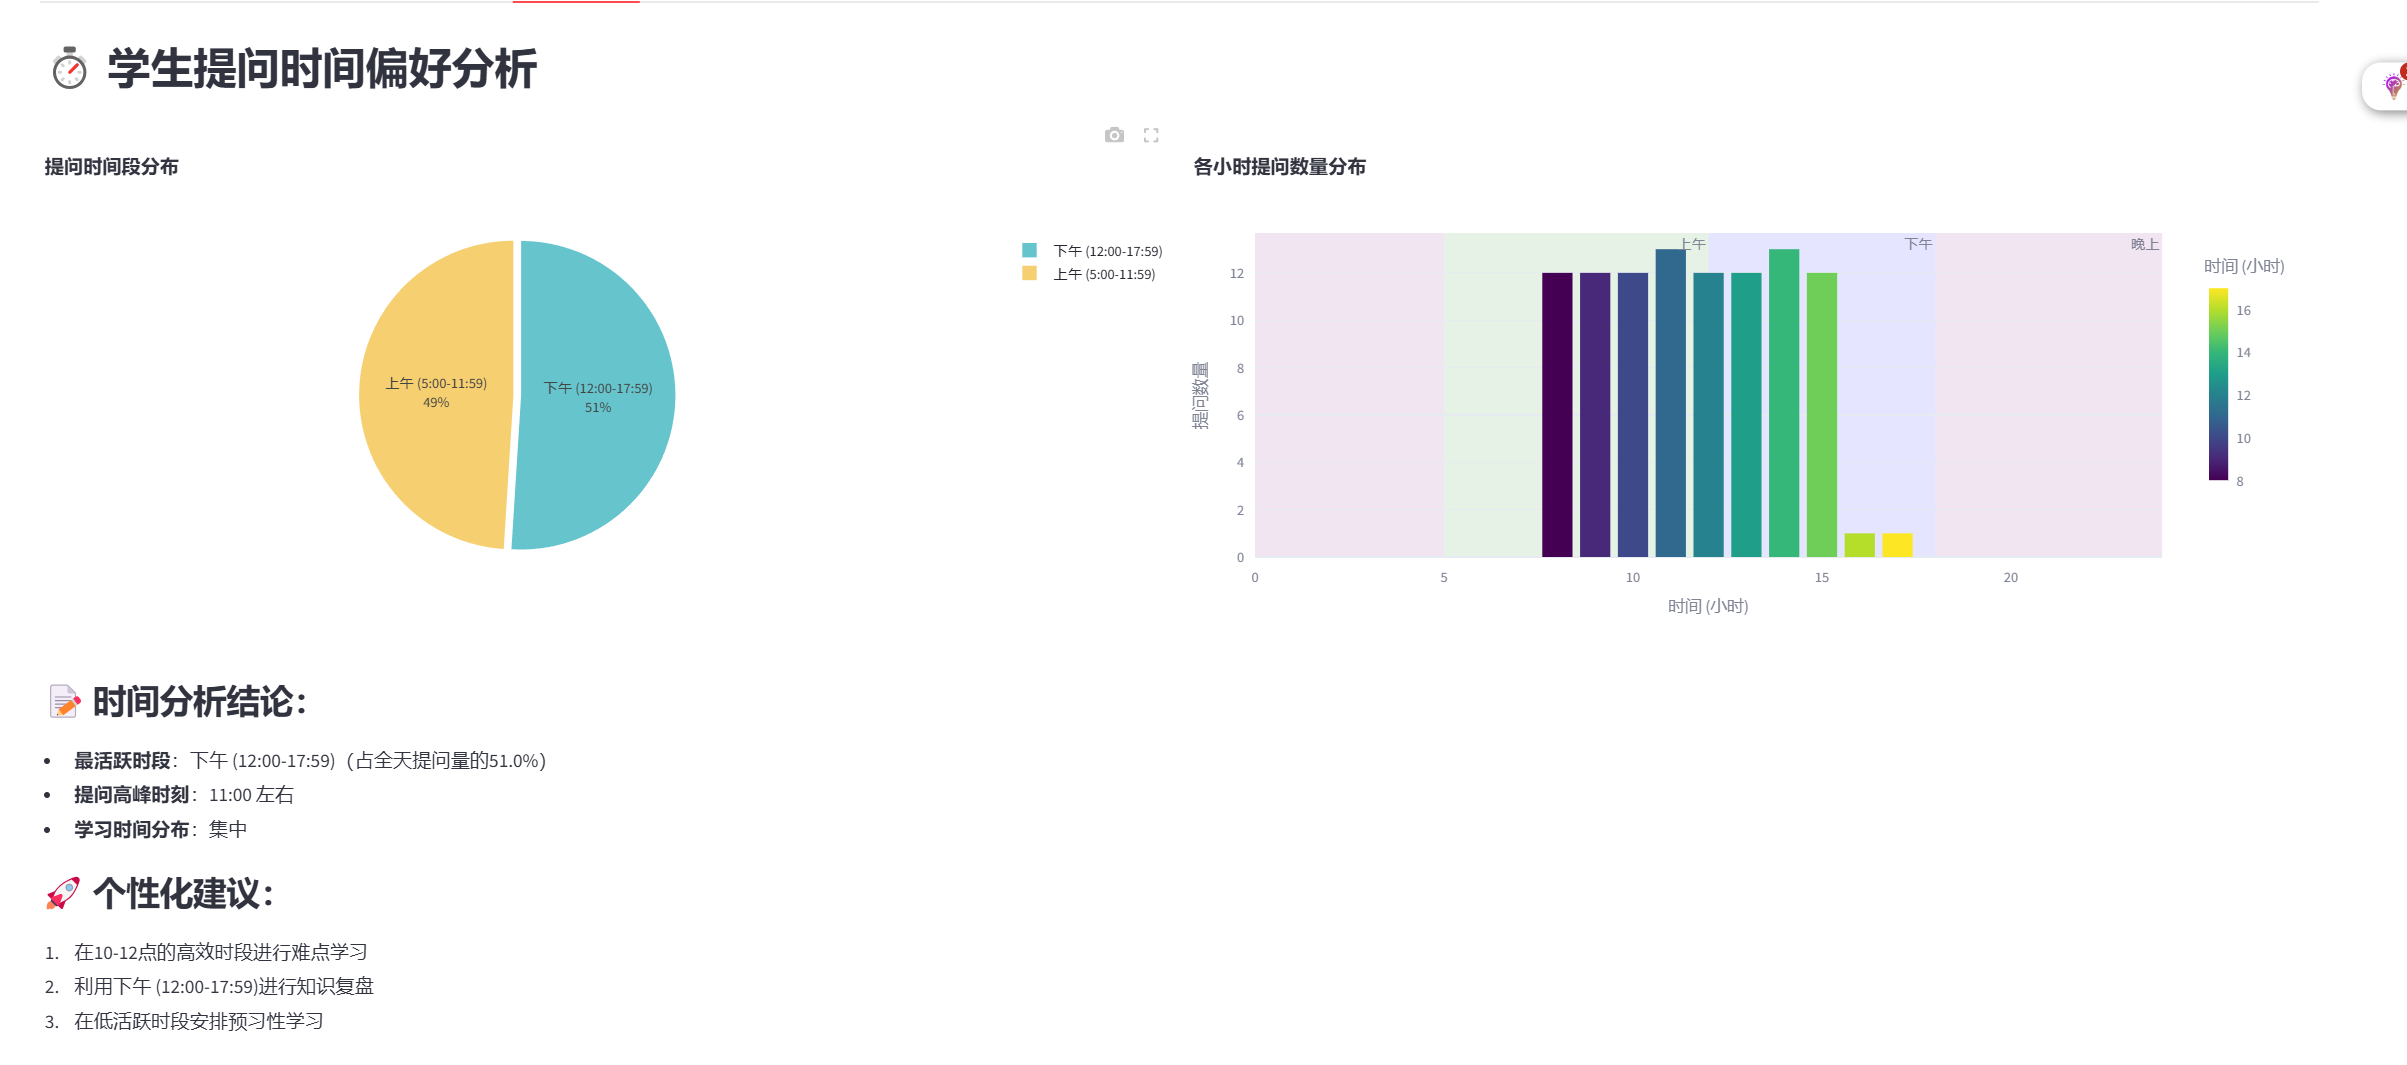 学生提问时间偏好分析
提问时间段分布
下午 (12:00-17:59)
上午 (5:00-11:59)
上午 (5:00-11:59)
49%
下午 (12:00-17:59)
51%
各小时提问数量分布
上午
下午
晚上
12
10
8
6
4
2
0
提问数量
0
5
10
15
20
时间 (小时)
时间 (小时)
16
14
12
10
8
时间分析结论：
• 最活跃时段：下午 (12:00-17:59)（占全天提问量的51.0%）
• 提问高峰时刻：11:00 左右
• 学习时间分布：集中
个性化建议：
1. 在10-12点的高效时段进行难点学习
2. 利用下午 (12:00-17:59)进行知识复盘
3. 在低活跃时段安排预习性学习